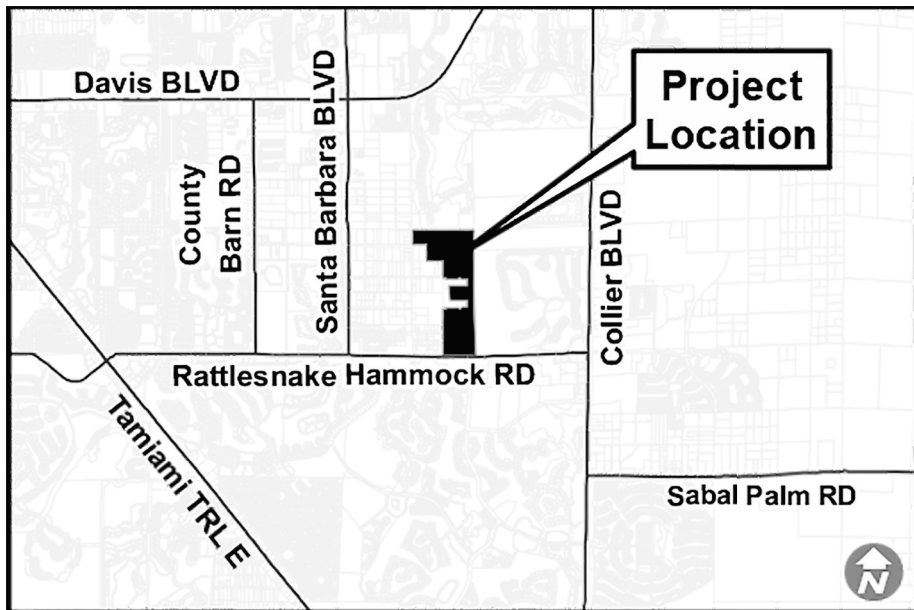 Davis BLVD
County
Barn RD
Santa Barbara BLVD
Project
Location
Collier BLVD
Rattlesnake Hammock RD
Tamiami TRL E
Sabal Palm RD
N